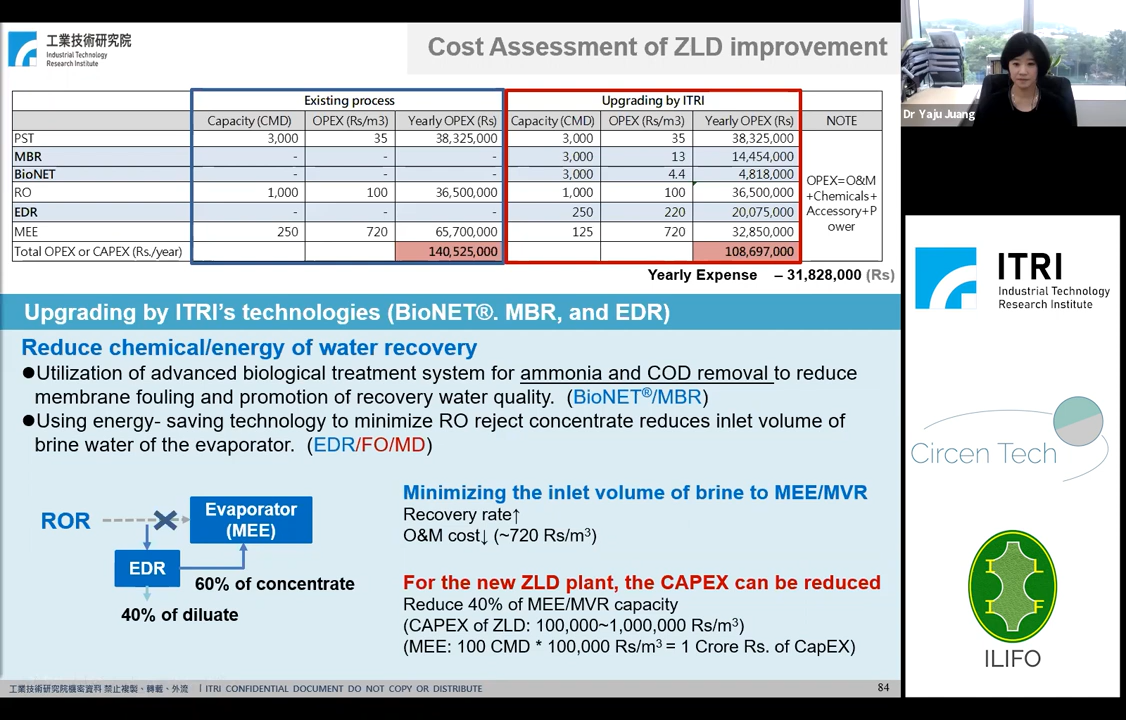 工業技術研究院
Industrial Technology
Research Institute
Cost Assessment of ZLD improvement
Existing process Upgrading by ITRI
Capacity (CMD) OPEX (Rs/m3) Yearly OPEX (Rs) Capacity (CMD) OPEX (Rs/m3) Yearly OPEX (Rs) NOTE
PST 3,000 35 38,325,000 3,000 35 38,325,000
MBR - - - 3,000 13 14,454,000
BioNET - - - 3,000 4.4 4,818,000
RO 1,000 100 36,500,000 1,000 100 36,500,000
EDR - - - 250 220 20,075,000
MEE 250 720 65,700,000 125 720 32,850,000
Total OPEX or CAPEX (Rs./year) 140,525,000 108,697,000
OPEX=O&M
+Chemicals+
Accessory+P
ower
Yearly Expense – 31,828,000 (Rs)
Upgrading by ITRI's technologies (BioNET®. MBR, and EDR)
Reduce chemical/energy of water recovery
●Utilization of advanced biological treatment system for ammonia and COD removal to reduce
membrane fouling and promotion of recovery water quality. (BioNET®/MBR)
●Using energy- saving technology to minimize RO reject concentrate reduces inlet volume of
brine water of the evaporator. (EDR/FO/MD)
ROR
Evaporator
(MEE)
EDR
60% of concentrate
40% of diluate
Minimizing the inlet volume of brine to MEE/MVR
Recovery rate↑
O&M cost↓ (~720 Rs/m³)
For the new ZLD plant, the CAPEX can be reduced
Reduce 40% of MEE/MVR capacity
(CAPEX of ZLD: 100,000~1,000,000 Rs/m³)
(MEE: 100 CMD * 100,000 Rs/m³ = 1 Crore Rs. of CapEX)
工業技術研究院機密資料 禁止複製、轉載、外流 | ITRI CONFIDENTIAL DOCUMENT DO NOT COPY OR DISTRIBUTE
84
Dr Yaju Juang
ITRI
Industrial Technology
Research Institute
Circen Tech
ILIFO